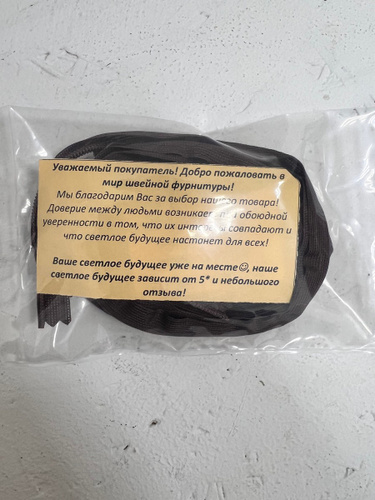 Уважаемый покупатель! Добро пожаловать в
мир швейной фурнитуры!
Мы благодарим Вас за выбор нашего товара!
Доверие между людьми возникает обоюдной
уверенности в том, что их интересы совпадают и
что светлое будущее настанет для всех!
Ваше светлое будущее уже на месте☺, наше
светлое будущее зависит от 5* и небольшого
отзыва!